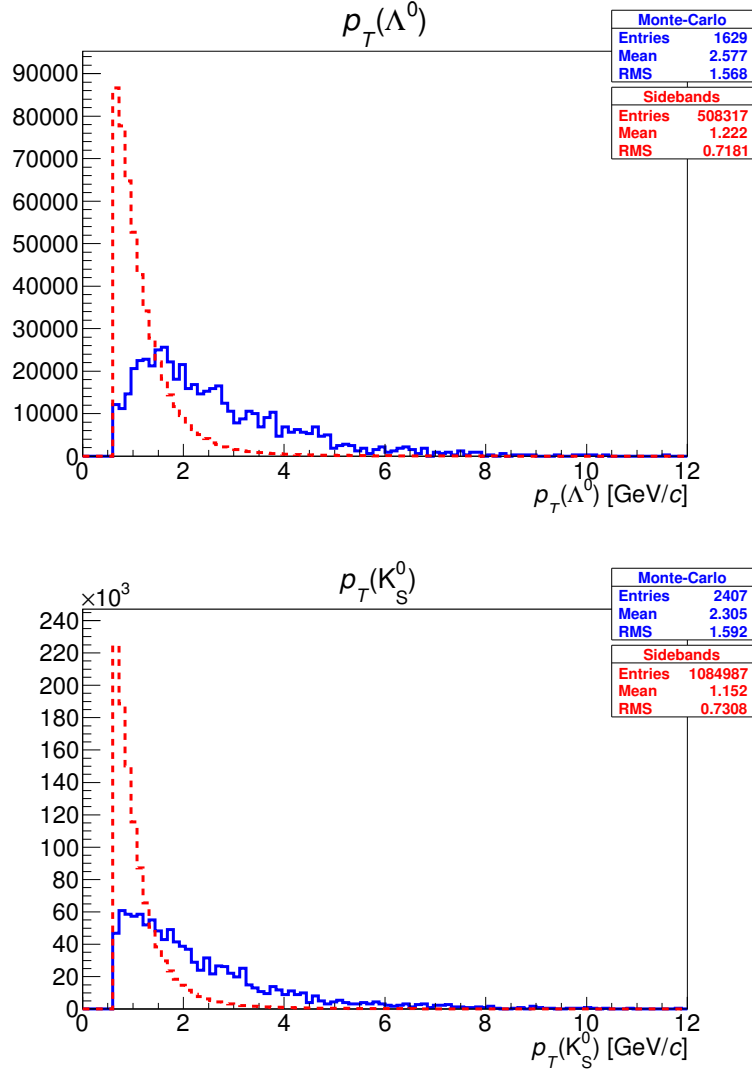 p_T(Λ^0)
Monte-Carlo
Entries 1629
Mean 2.577
RMS 1.568
Sidebands
Entries 508317
Mean 1.222
RMS 0.7181
90000
80000
70000
60000
50000
40000
30000
20000
10000
0
0 2 4 6 8 10 12
p_T(Λ^0) [GeV/c]
p_T(K_S^0)
×10^3
Monte-Carlo
Entries 2407
Mean 2.305
RMS 1.592
Sidebands
Entries 1084987
Mean 1.152
RMS 0.7308
240
220
200
180
160
140
120
100
80
60
40
20
0
0 2 4 6 8 10 12
p_T(K_S^0) [GeV/c]